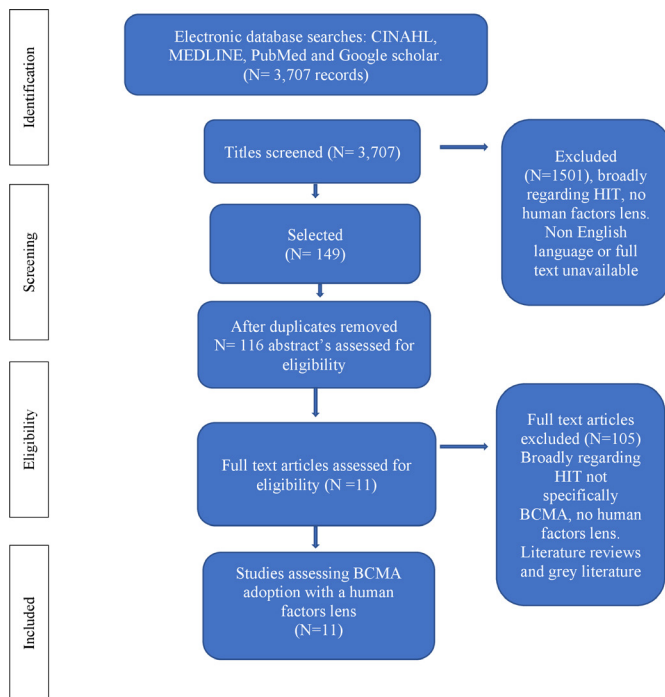 Identification
Electronic database searches: CINAHL,
MEDLINE, PubMed and Google scholar.
(N= 3,707 records)
Titles screened (N= 3,707)
Excluded
(N=1501), broadly
regarding HIT, no
human factors lens.
Non English
language or full
text unavailable
Screening
Selected
(N= 149)
After duplicates removed
N= 116 abstract's assessed for
eligibility
Eligibility
Full text articles assessed for
eligibility (N =11)
Full text articles
excluded (N=105)
Broadly regarding
HIT not
specifically
BCMA, no human
factors lens.
Literature reviews
and grey literature
Included
Studies assessing BCMA
adoption with a human
factors lens
(N=11)